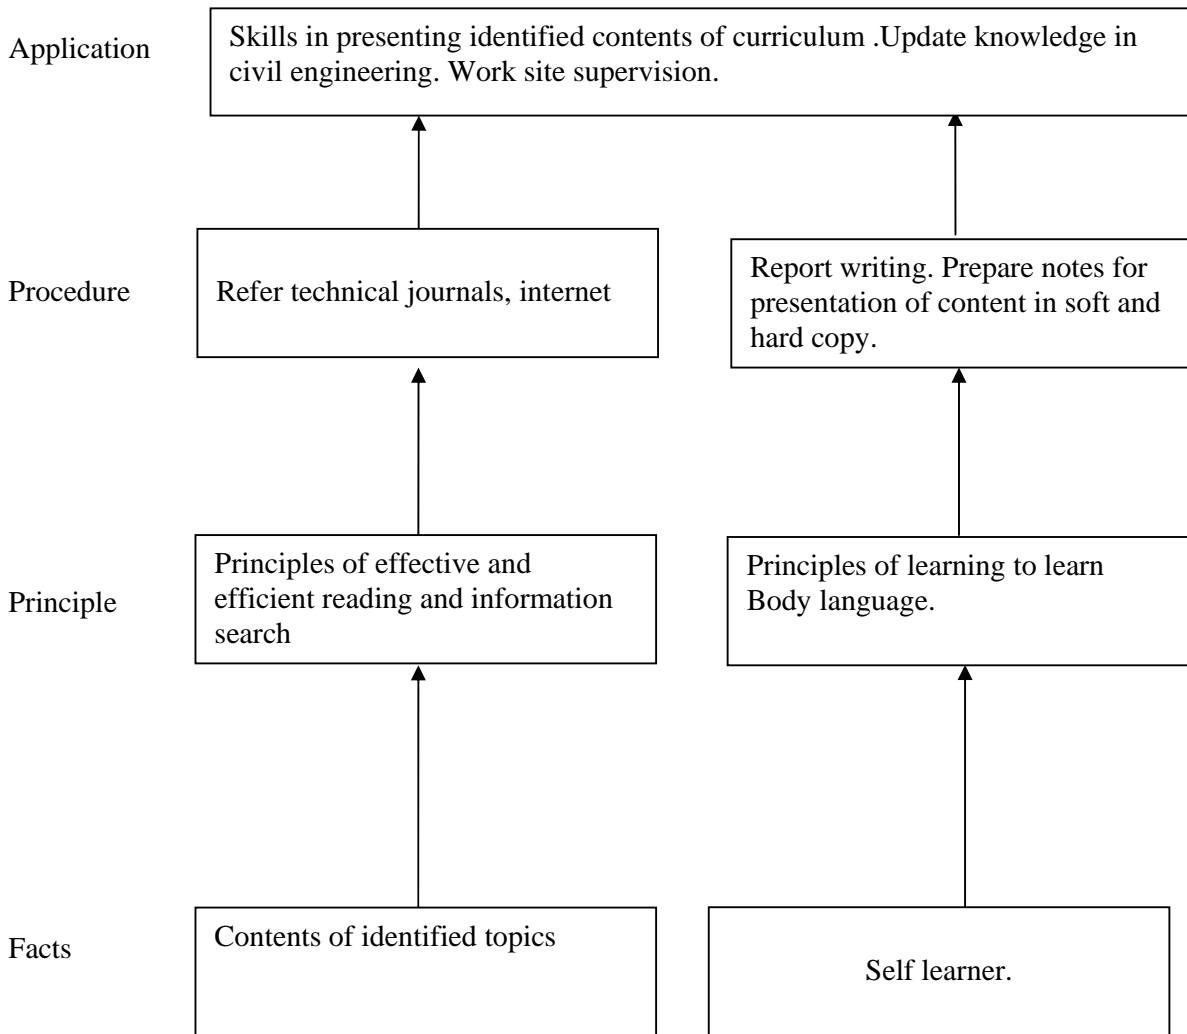 Application
Skills in presenting identified contents of curriculum .Update knowledge in
civil engineering. Work site supervision.
Procedure
Refer technical journals, internet
Report writing. Prepare notes for
presentation of content in soft and
hard copy.
Principle
Principles of effective and
efficient reading and information
search
Principles of learning to learn
Body language.
Facts
Contents of identified topics
Self learner.